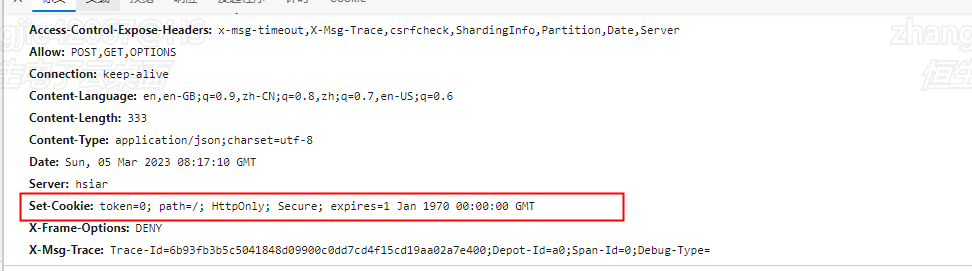 Access-Control-Expose-Headers: x-msg-timeout,X-Msg-Trace,csrfcheck,ShardingInfo,Partition,Date,Server
Allow: POST,GET,OPTIONS
Connection: keep-alive
Content-Language: en,en-GB;q=0.9,zh-CN;q=0.8,zh;q=0.7,en-US;q=0.6
Content-Length: 333
Content-Type: application/json;charset=utf-8
Date: Sun, 05 Mar 2023 08:17:10 GMT
Server: hsiar
Set-Cookie: token=0; path=/; HttpOnly; Secure; expires=1 Jan 1970 00:00:00 GMT
X-Frame-Options: DENY
X-Msg-Trace: Trace-Id=6b93fb3b5c5041848d09900c0dd7cd4f15cd19aa02a7e400;Depot-Id=a0;Span-Id=0;Debug-Type=
zhang
恒生